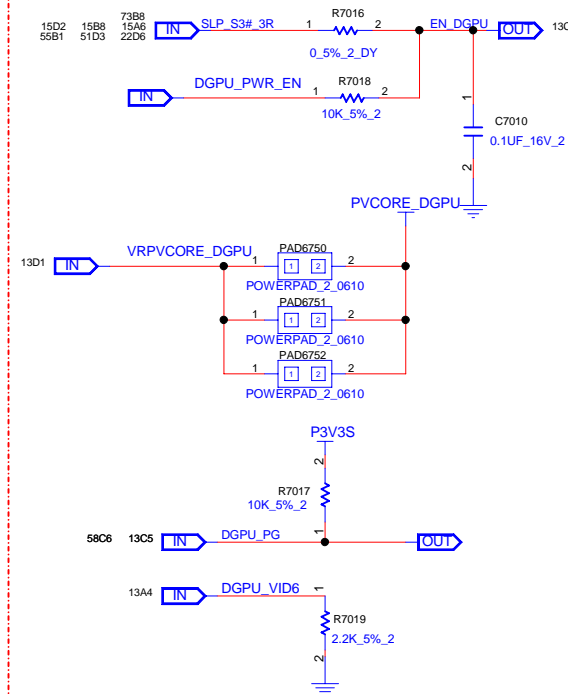 73B8
15D2 15B8 15A6 SLP_S3#_3R 1 R7016 2 EN_DGPU OUT 13C
55B1 51D3 22D6 IN
0_5%_2_DY
DGPU_PWR_EN 1 R7018 2
IN
10K_5%_2
1
C7010
0.1UF_16V_2
2
PVCORE_DGPU
VRPVCORE_DGPU
13D1 IN
PAD6750
1 1 2 2
POWERPAD_2_0610
PAD6751
1 1 2 2
POWERPAD_2_0610
PAD6752
1 1 2 2
POWERPAD_2_0610
P3V3S
2
R7017
10K_5%_2
1
58C6 13C5 IN DGPU_PG OUT
13A4 IN DGPU_VID6 1
R7019
2.2K_5%_2
2